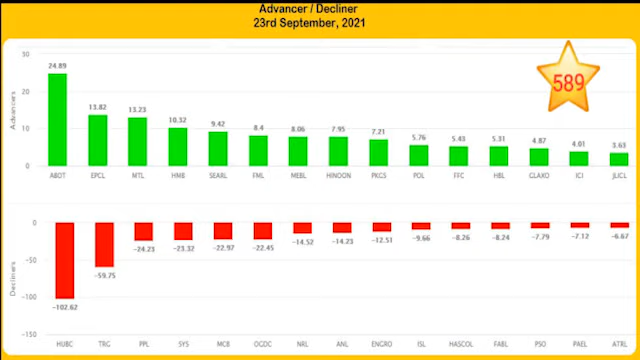 Advancer / Decliner
23rd September, 2021
589
Advancers
30
20
10
0
24.89 13.82 13.23 10.32 9.42 8.4 8.06 7.95 7.21 5.76 5.43 5.31 4.87 4.01 3.63
ABOT EPCL MTL HMB SEARL FML MEBL HINOON PKGS POL FFC HBL GLAXO ICI JLICL
Decliners
0
-50
-100
-150
-102.62 -59.75 -24.23 -23.32 -22.97 -22.45 -14.52 -14.23 -12.51 -9.66 -8.26 -8.24 -7.79 -7.12 -6.67
HUBC TRG PPL SYS MCB OGDC NRL ANL ENGRO ISL HASCOL FABL PSO PAEL ATRL